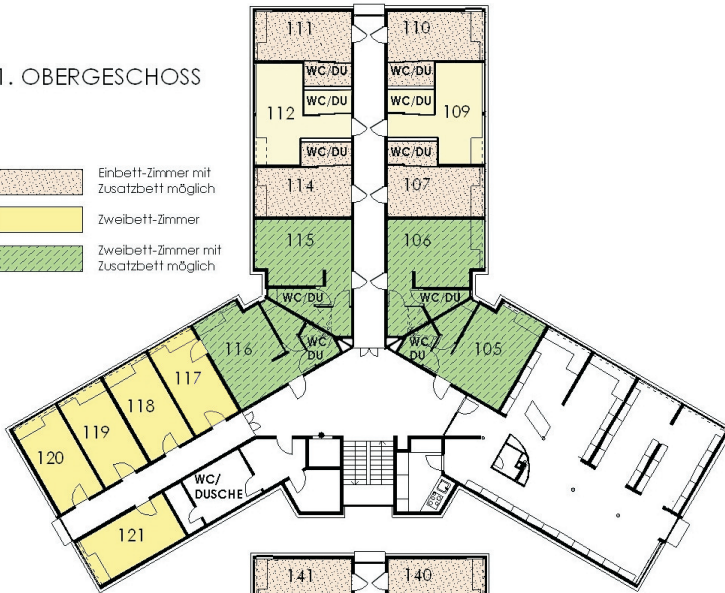 111
110
1. OBERGESCHOSS
WC/DU
WC/DU
WC/DU
WC/DU
112
109
WC/DU
WC/DU
Einbett-Zimmer mit
Zusatzbett möglich
114
107
Zweibett-Zimmer
115
106
Zweibett-Zimmer mit
Zusatzbett möglich
WC/DU
WC/DU
116
WC/
DU
WC/
DU
105
117
118
119
120
WC/
DUSCHE
121
141
140